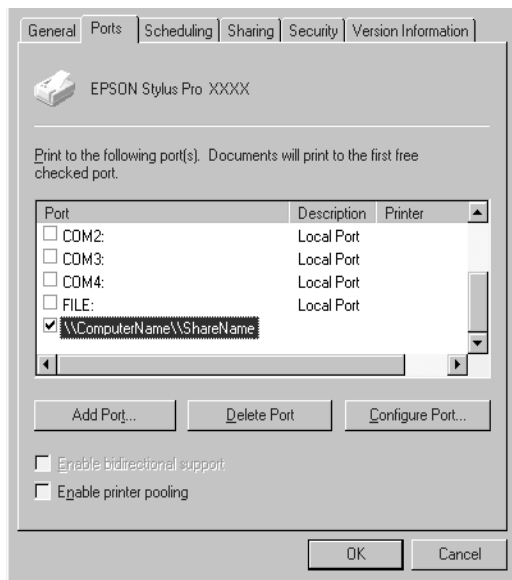 General Ports Scheduling Sharing Security Version Information
EPSON Stylus Pro XXXX
Print to the following port(s). Documents will print to the first free
checked port.
Port Description Printer
COM2: Local Port
COM3: Local Port
COM4: Local Port
FILE: Local Port
\\ComputerName\\ShareName
Add Port... Delete Port Configure Port...
Enable bidirectional support
Enable printer pooling
OK Cancel